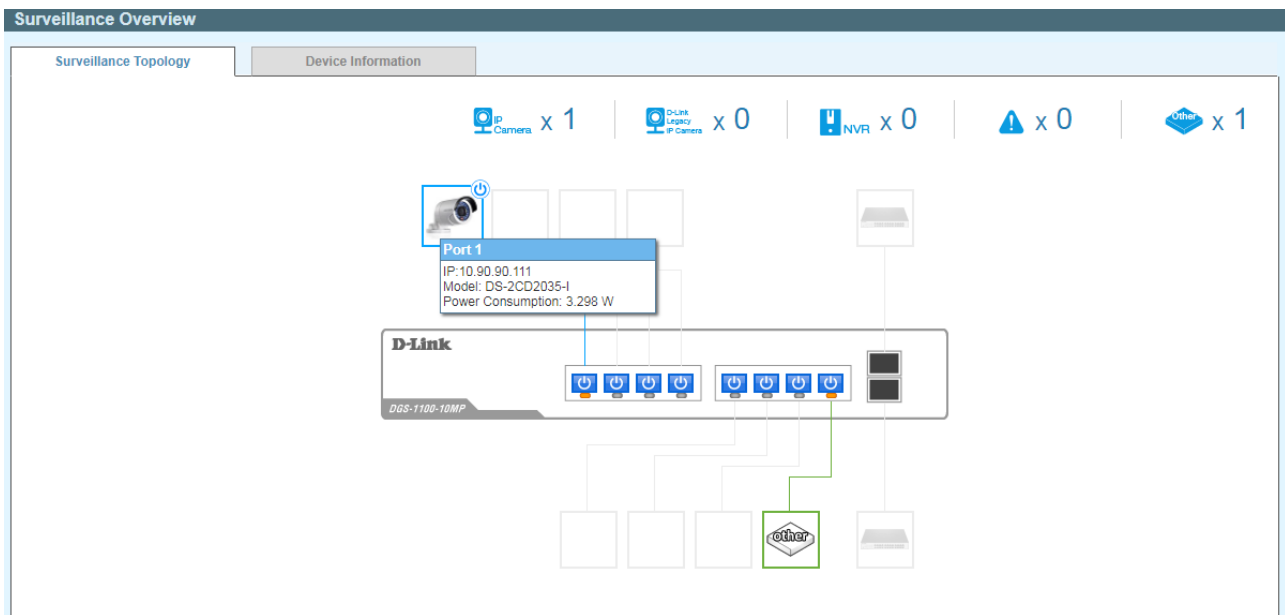 Surveillance Overview
Surveillance Topology
Device Information
IP Camera x 1
D-Link Legacy IP Camera x 0
NVR x 0
x 0
Other x 1
Port 1
IP:10.90.90.111
Model: DS-2CD2035-I
Power Consumption: 3.298 W
D-Link
DGS-1100-10MP
other